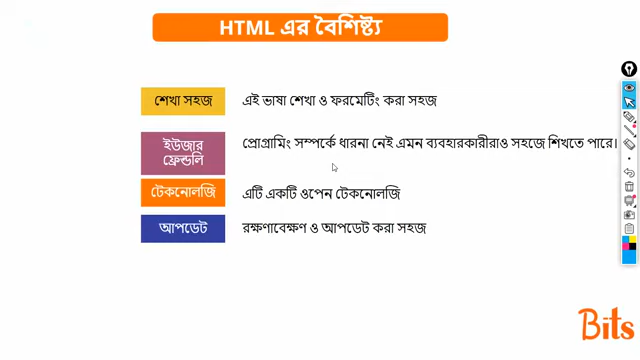 HTML এর বৈশিষ্ট্য
শেখা সহজ এই ভাষা শেখা ও ফরমেটিং করা সহজ
ইউজার
ফ্রেন্ডলি
প্রোগ্রামিং সম্পর্কে ধারনা নেই এমন ব্যবহারকারীরাও সহজে শিখতে পারে।
টেকনোলজি এটি একটি ওপেন টেকনোলজি
আপডেট রক্ষণাবেক্ষণ ও আপডেট করা সহজ
Bits